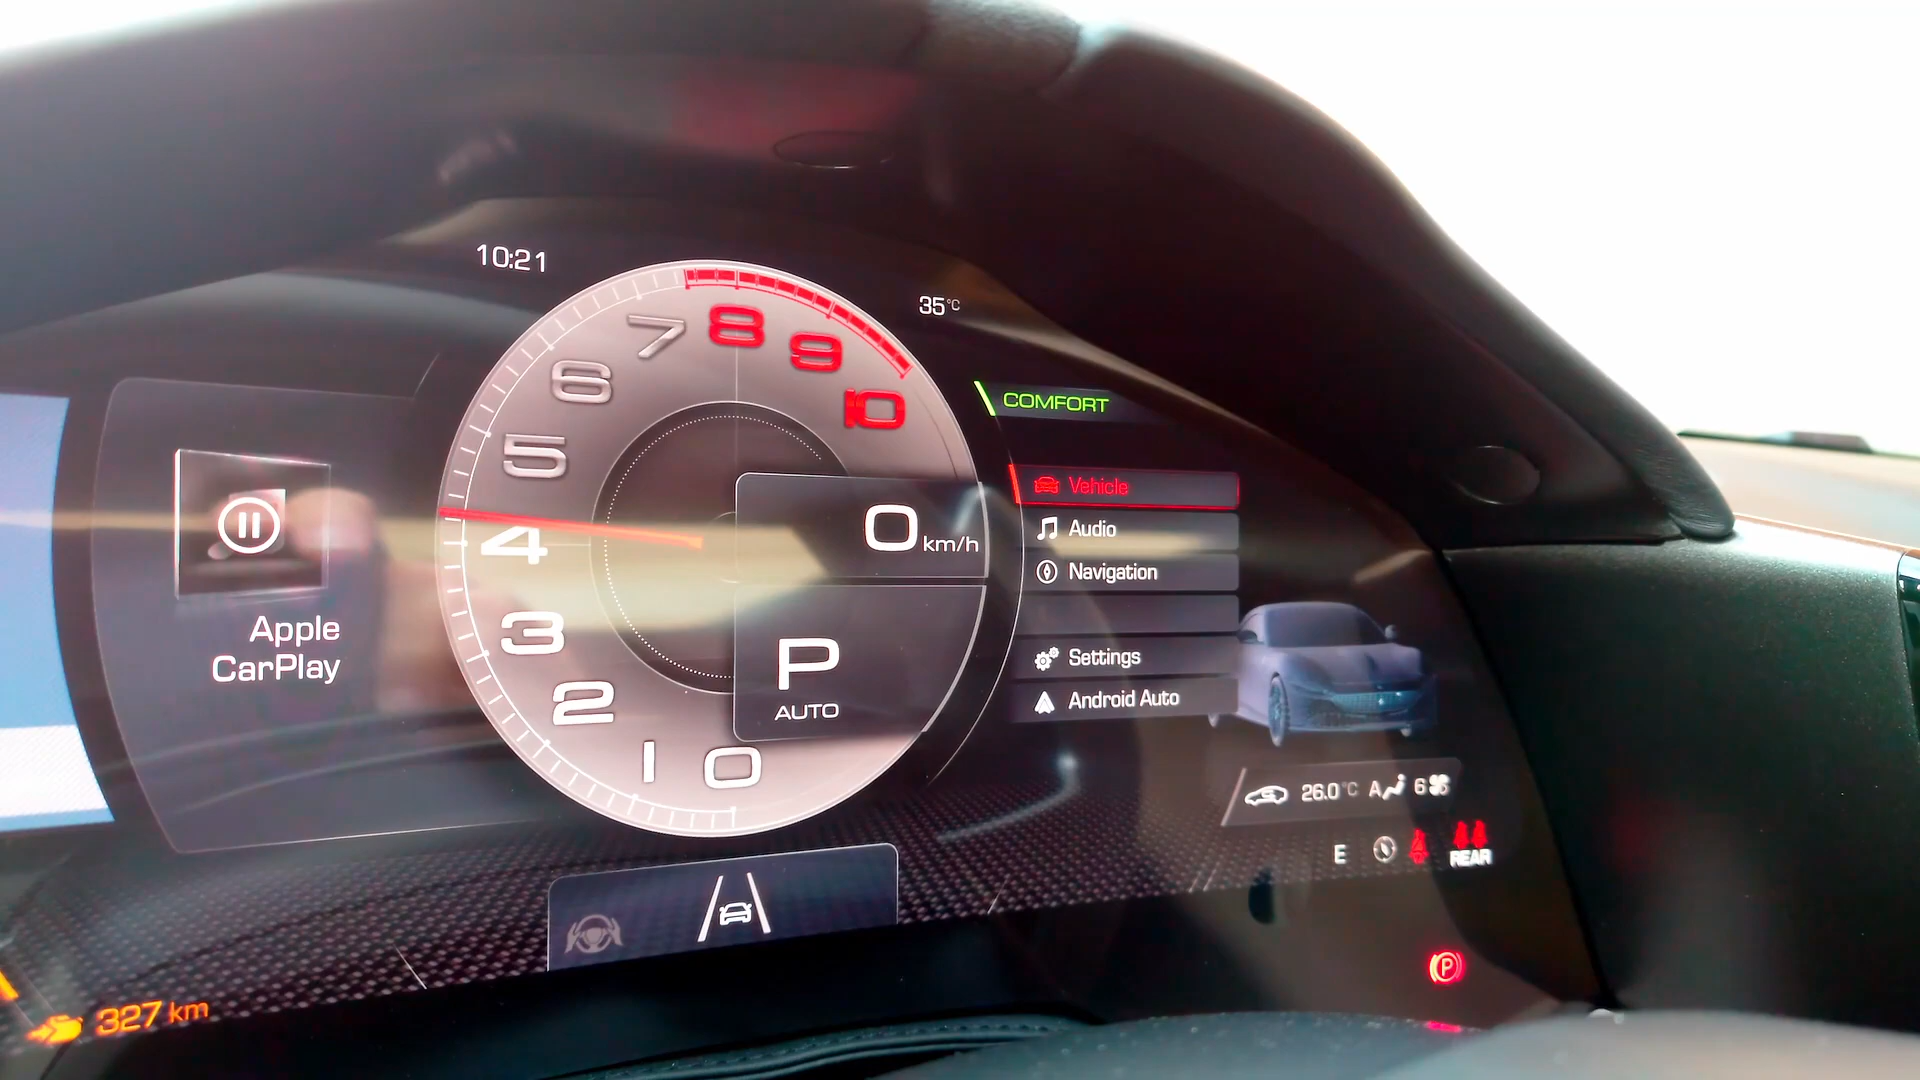 10:21
35°C
COMFORT
Vehicle
Audio
Navigation
Settings
Android Auto
Apple
CarPlay
0
1
2
3
4
5
6
7
8
9
10
0 km/h
P
AUTO
26.0°C A 6
E
REAR
P
327 km